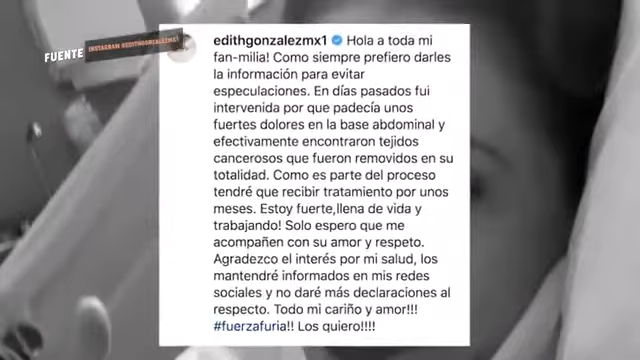 FUENTE
INSTAGRAM @EDITHGONZALEZMX1
edithgonzalezmx1 Hola a toda mi
fan-milia! Como siempre prefiero darles
la información para evitar
especulaciones. En días pasados fui
intervenida por que padecía unos
fuertes dolores en la base abdominal y
efectivamente encontraron tejidos
cancerosos que fueron removidos en su
totalidad. Como es parte del proceso
tendré que recibir tratamiento por unos
meses. Estoy fuerte,llena de vida y
trabajando! Solo espero que me
acompañen con su amor y respeto.
Agradezco el interés por mi salud, los
mantendré informados en mis redes
sociales y no daré más declaraciones al
respecto. Todo mi cariño y amor!!!
#fuerzafuria!! Los quiero!!!!